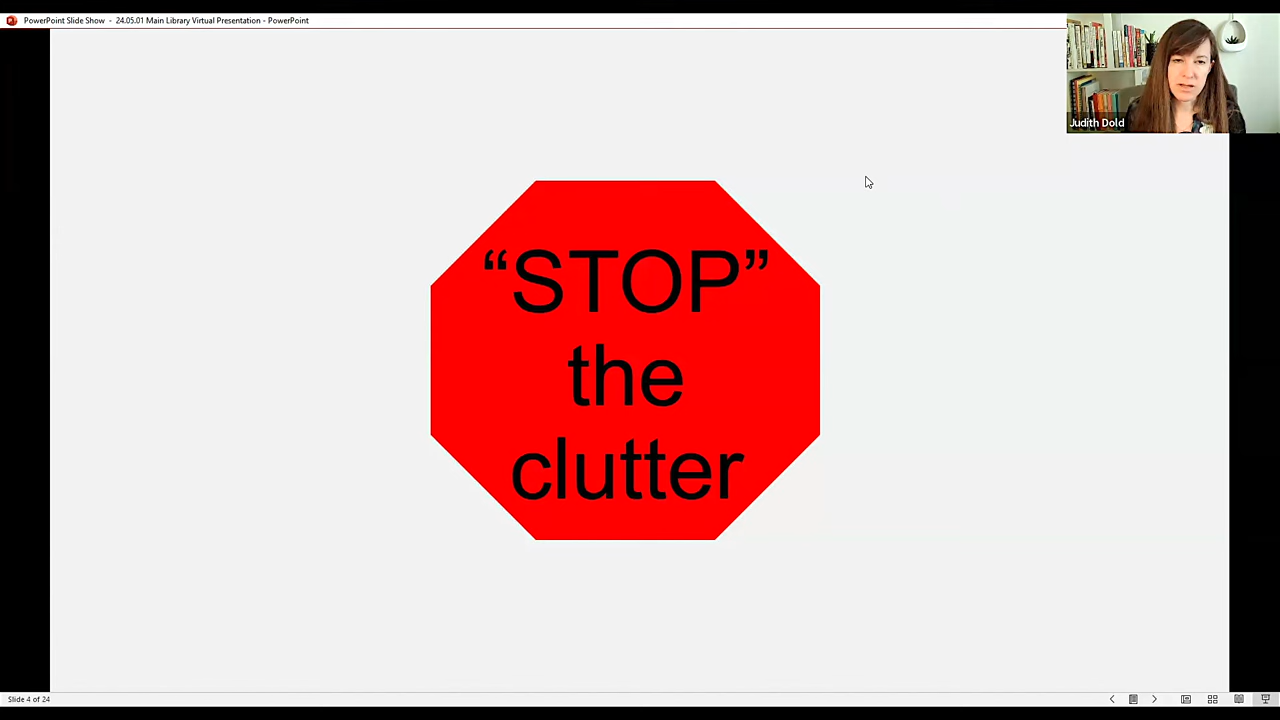 PowerPoint Slide Show - 24.05.01 Main Library Virtual Presentation - PowerPoint
Judith Dold
“STOP”
the
clutter
Slide 4 of 24